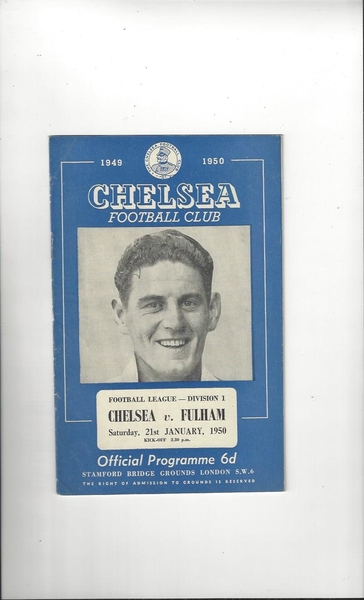 1949 1950
CHELSEA
FOOTBALL CLUB
FOOTBALL LEAGUE — DIVISION 1
CHELSEA v. FULHAM
Saturday, 21st JANUARY, 1950
KICK-OFF 2.30 p.m.
Official Programme 6d
STAMFORD BRIDGE GROUNDS LONDON S.W.6
THE RIGHT OF ADMISSION TO GROUNDS IS RESERVED